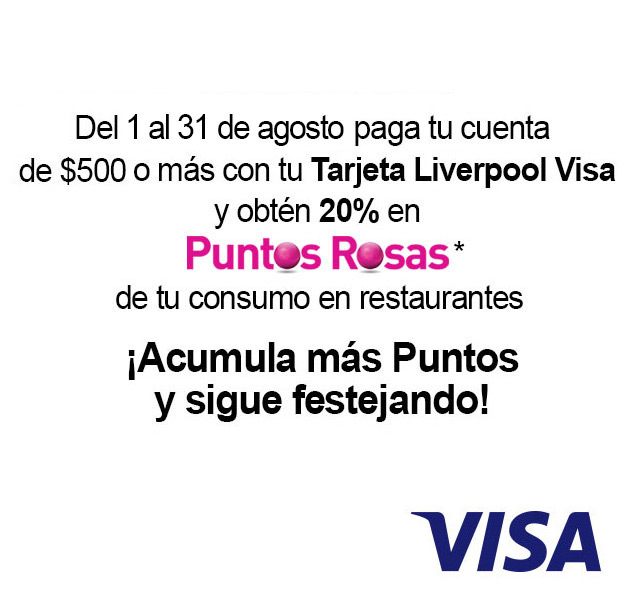 Del 1 al 31 de agosto paga tu cuenta
de $500 o más con tu Tarjeta Liverpool Visa
y obtén 20% en
Puntos Rosas*
de tu consumo en restaurantes
¡Acumula más Puntos
y sigue festejando!
VISA